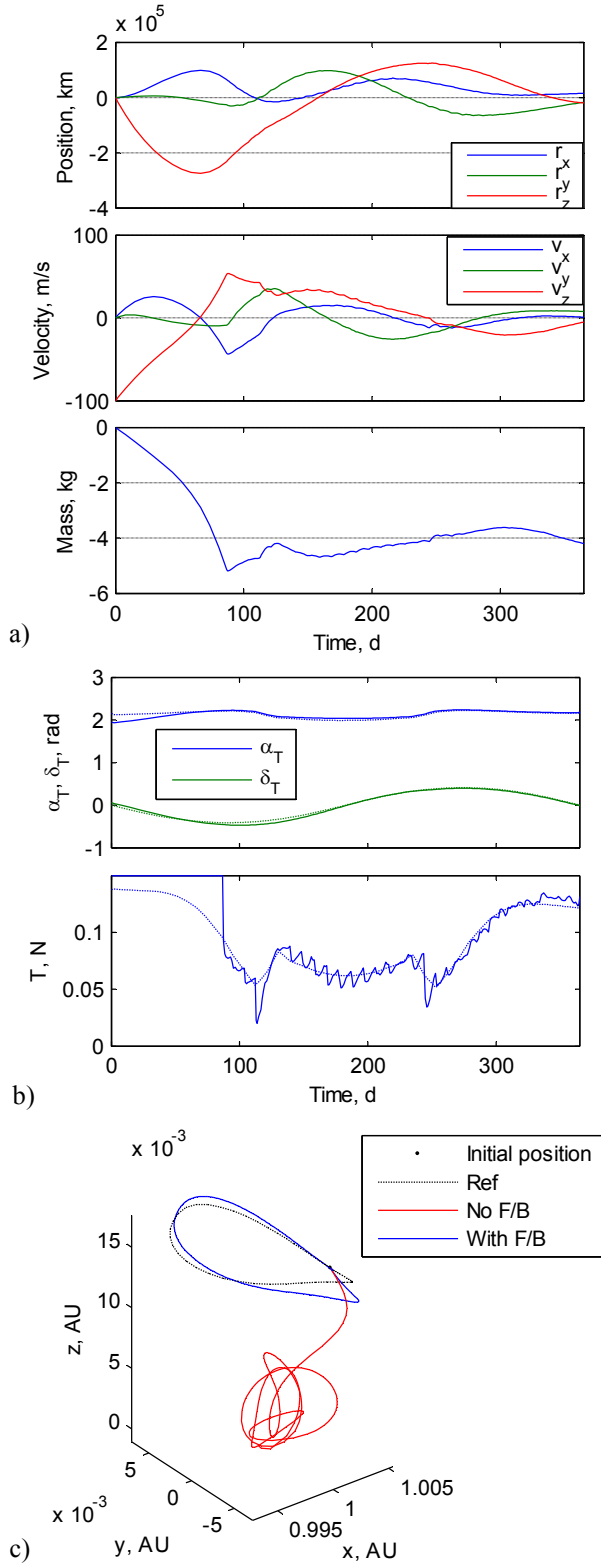 x 10^5
2
0
-2
-4
Position, km
r_x
r_y
r_z
100
0
-100
Velocity, m/s
v_x
v_y
v_z
0
-2
-4
-6
Mass, kg
0 100 200 300
Time, d
a)
3
2
1
0
-1
α_T, δ_T, rad
α_T
δ_T
0.1
0.05
0
T, N
0 100 200 300
Time, d
b)
x 10^-3
Initial position
Ref
No F/B
With F/B
15
10
5
0
z, AU
5
0
-5
x 10^-3
y, AU
0.995
1
1.005
x, AU
c)